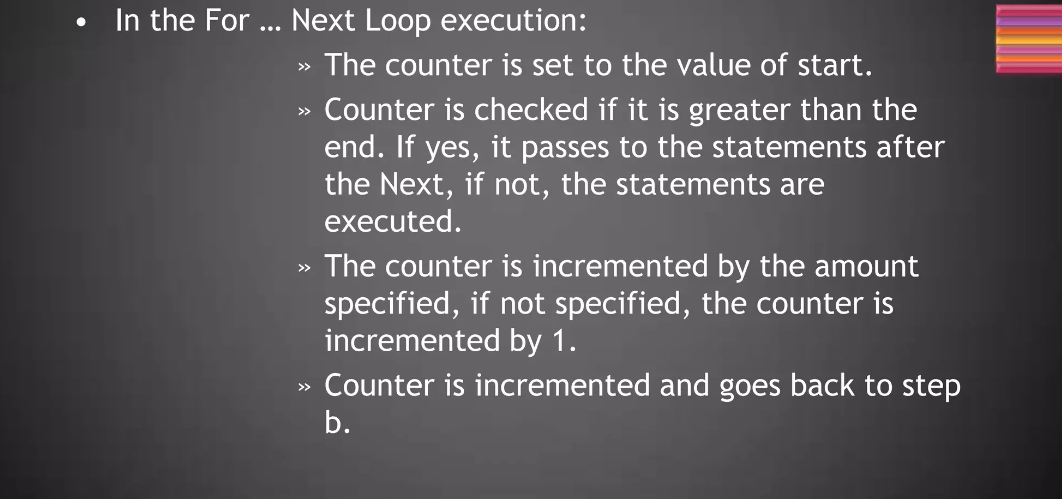 • In the For … Next Loop execution:
» The counter is set to the value of start.
» Counter is checked if it is greater than the
end. If yes, it passes to the statements after
the Next, if not, the statements are
executed.
» The counter is incremented by the amount
specified, if not specified, the counter is
incremented by 1.
» Counter is incremented and goes back to step
b.